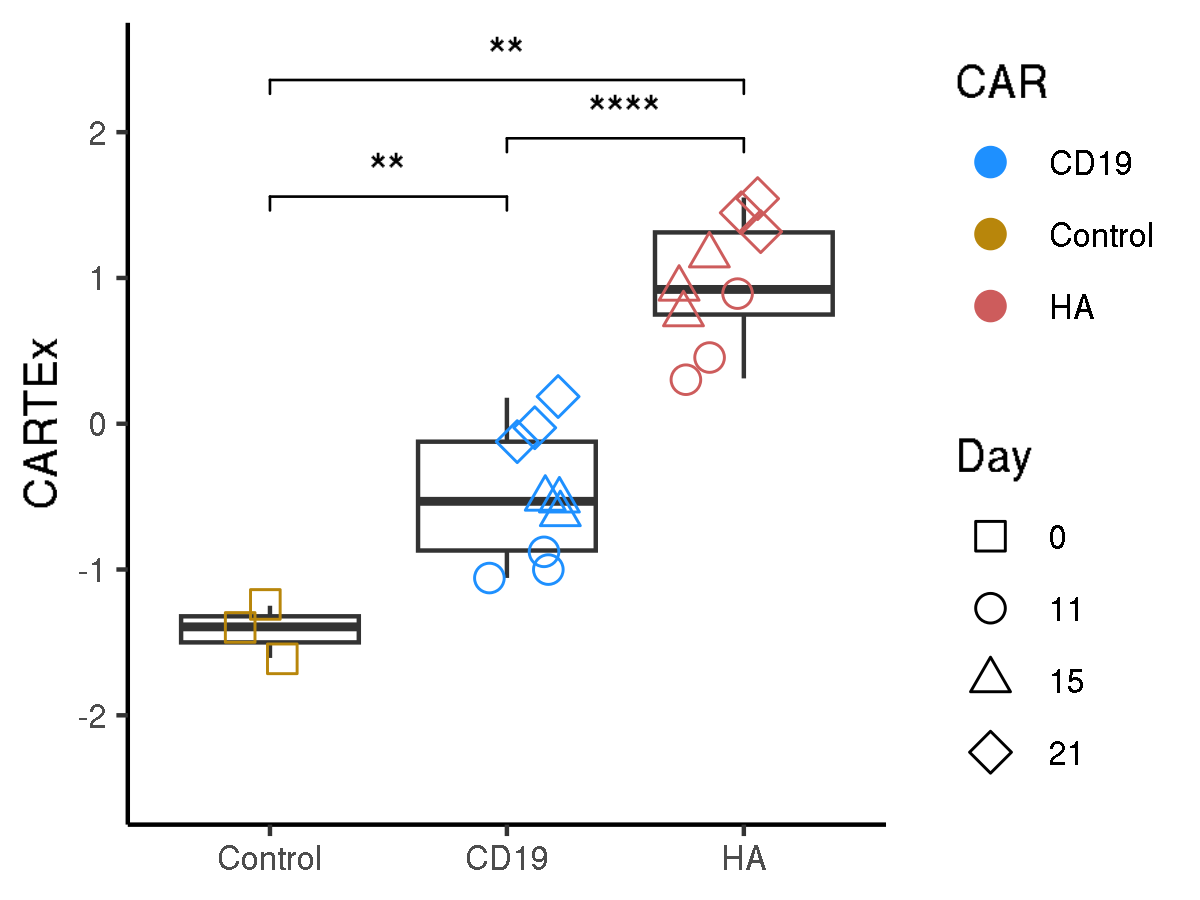 **
****
**
2
1
0
-1
-2
CARTEx
Control
CD19
HA
CAR
CD19
Control
HA
Day
0
11
15
21